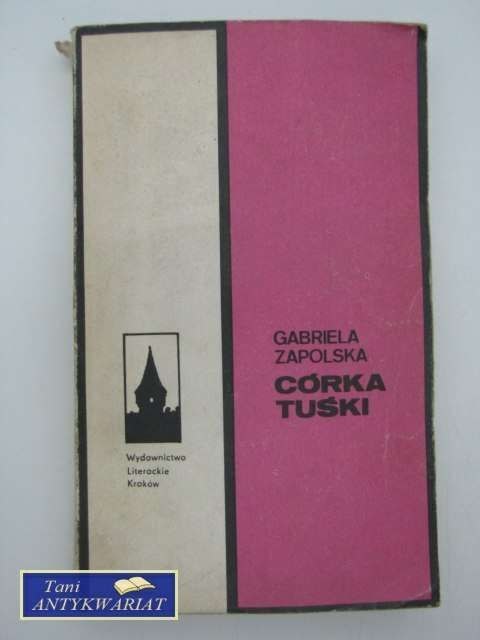 GABRIELA
ZAPOLSKA
CÓRKA
TUŚKI
Wydawnictwo
Literackie
Kraków
Tani
ANTYKWARIAT